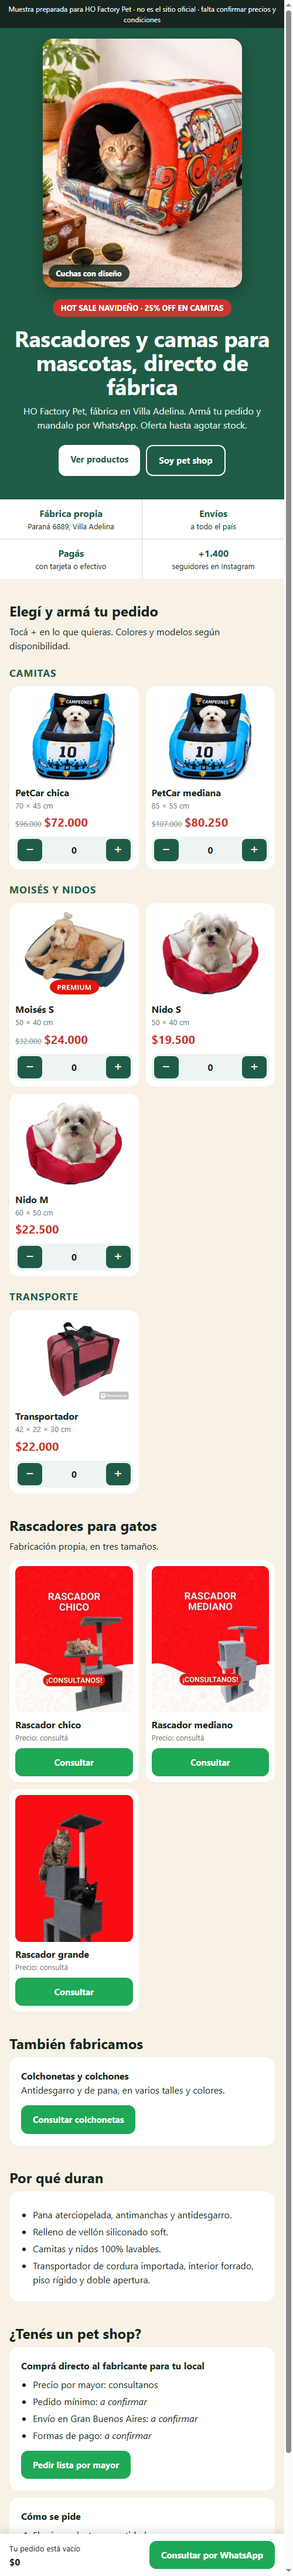 Muestra preparada para HO Factory Pet · no es el sitio oficial · falta confirmar precios y
condiciones
Cuchas con diseño
HOT SALE NAVIDEÑO · 25% OFF EN CAMITAS
Rascadores y camas para
mascotas, directo de
fábrica
HO Factory Pet, fábrica en Villa Adelina. Armá tu pedido y
mandalo por WhatsApp. Oferta hasta agotar stock.
Ver productos
Soy pet shop
Fábrica propia
Paraná 6889, Villa Adelina
Envíos
a todo el país
Pagás
con tarjeta o efectivo
+1.400
seguidores en Instagram
Elegí y armá tu pedido
Tocá + en lo que quieras. Colores y modelos según
disponibilidad.
CAMITAS
CAMPEONES
10
PetCar chica
70 × 45 cm
$96.000 $72.000
− 0 +
CAMPEONES
10
PetCar mediana
85 × 55 cm
$107.000 $80.250
− 0 +
MOISÉS Y NIDOS
PREMIUM
Moisés S
50 × 40 cm
$32.000 $24.000
− 0 +
Nido S
50 × 40 cm
$19.500
− 0 +
Nido M
60 × 50 cm
$22.500
− 0 +
TRANSPORTE
Transportador
42 × 22 × 30 cm
$22.000
− 0 +
Rascadores para gatos
Fabricación propia, en tres tamaños.
RASCADOR
CHICO
¡CONSULTANOS!
Rascador chico
Precio: consultá
Consultar
RASCADOR
MEDIANO
¡CONSULTANOS!
Rascador mediano
Precio: consultá
Consultar
Rascador grande
Precio: consultá
Consultar
También fabricamos
Colchonetas y colchones
Antidesgarro y de pana, en varios talles y colores.
Consultar colchonetas
Por qué duran
• Pana aterciopelada, antimanchas y antidesgarro.
• Relleno de vellón siliconado soft.
• Camitas y nidos 100% lavables.
• Transportador de cordura importada, interior forrado,
piso rígido y doble apertura.
¿Tenés un pet shop?
Comprá directo al fabricante para tu local
• Precio por mayor: consultanos
• Pedido mínimo: a confirmar
• Envío en Gran Buenos Aires: a confirmar
• Formas de pago: a confirmar
Pedir lista por mayor
Cómo se pide
Tu pedido está vacío
$0
Consultar por WhatsApp